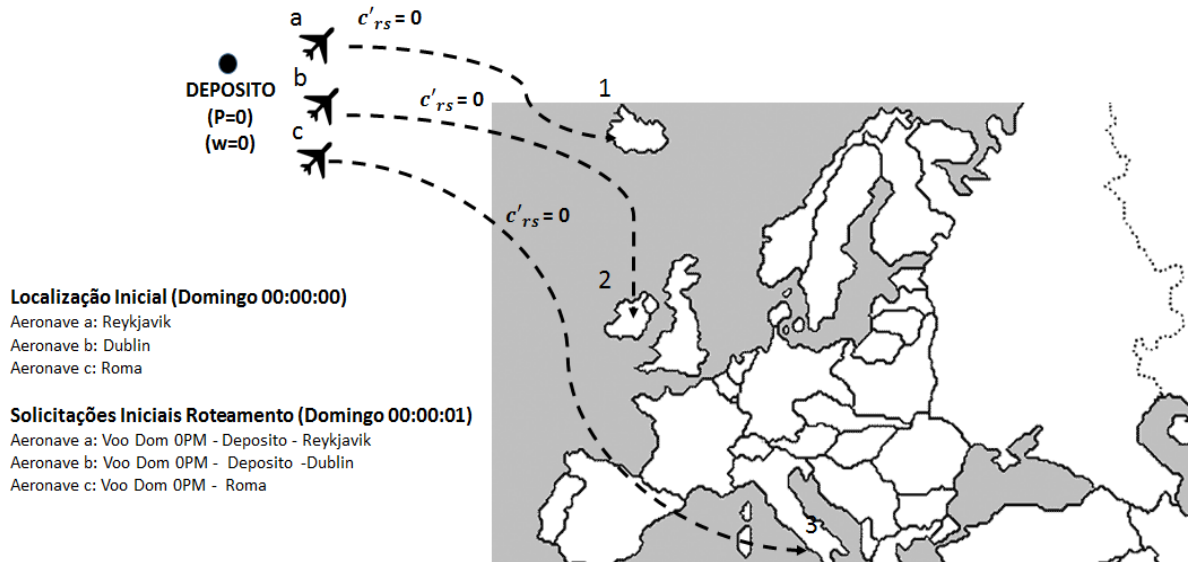 a
c'rs = 0
DEPOSITO
(P=0)
(w=0)
b
c'rs = 0
1
c
c'rs = 0
2
Localização Inicial (Domingo 00:00:00)
Aeronave a: Reykjavik
Aeronave b: Dublin
Aeronave c: Roma
Solicitações Iniciais Roteamento (Domingo 00:00:01)
Aeronave a: Voo Dom 0PM - Deposito - Reykjavik
Aeronave b: Voo Dom 0PM - Deposito -Dublin
Aeronave c: Voo Dom 0PM - Roma
3